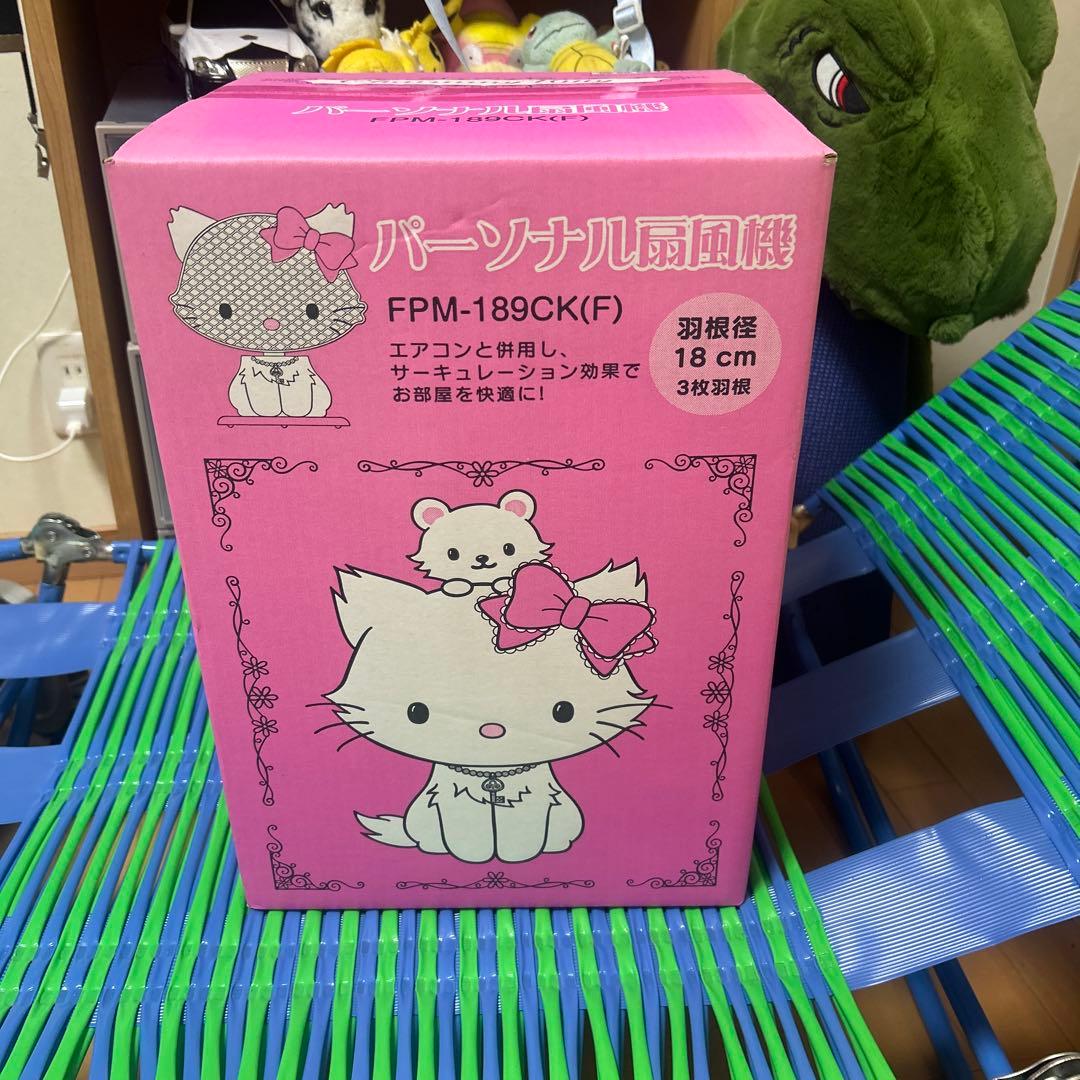 パーソナル扇風機
FPM-189CK(F)
パーソナル扇風機
FPM-189CK(F)
エアコンと併用し、
サーキュレーション効果で
お部屋を快適に!
羽根径
18 cm
3枚羽根